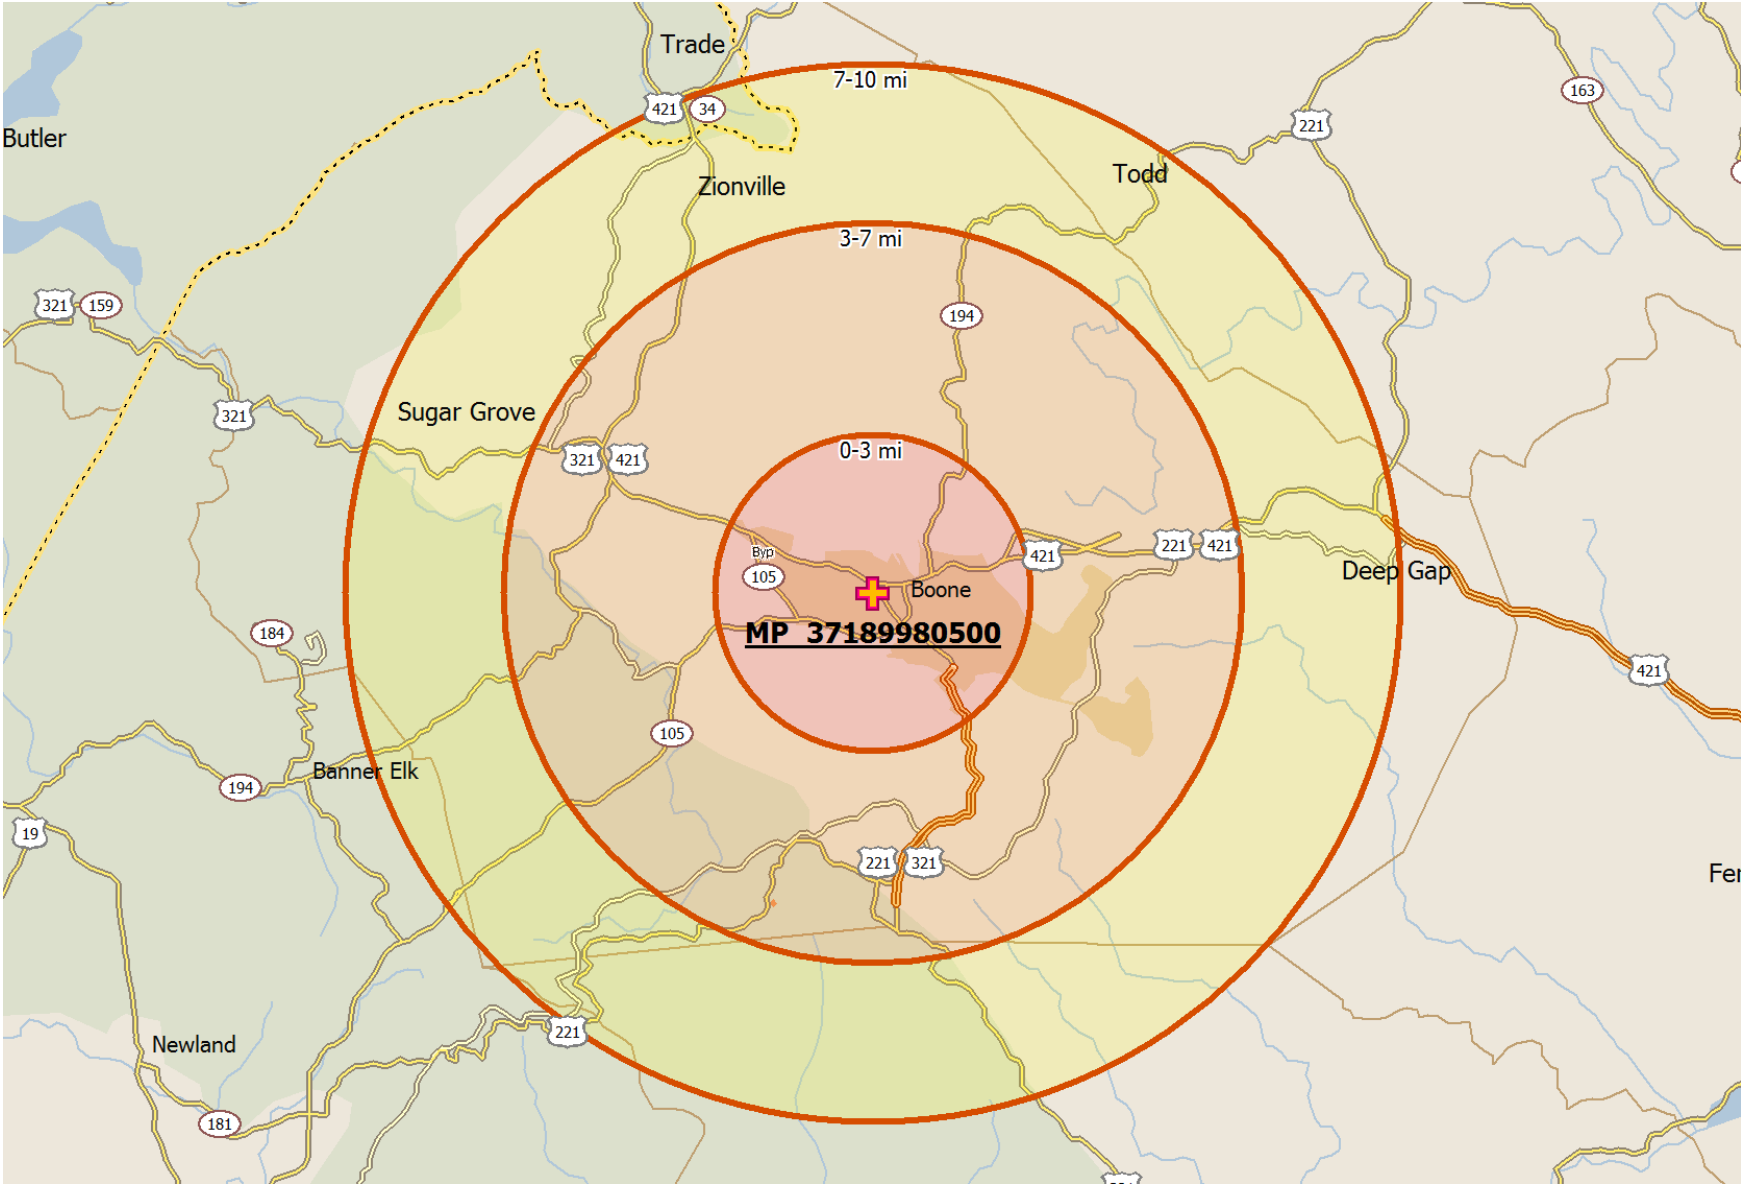 Trade
7-10 mi
163
421
34
221
Butler
Todd
Zionville
3-7 mi
321
159
194
Sugar Grove
321
0-3 mi
321
421
Byp
421
221
421
Deep Gap
105
Boone
184
MP 37189980500
421
105
Banner Elk
194
19
221
321
Fer
221
Newland
181